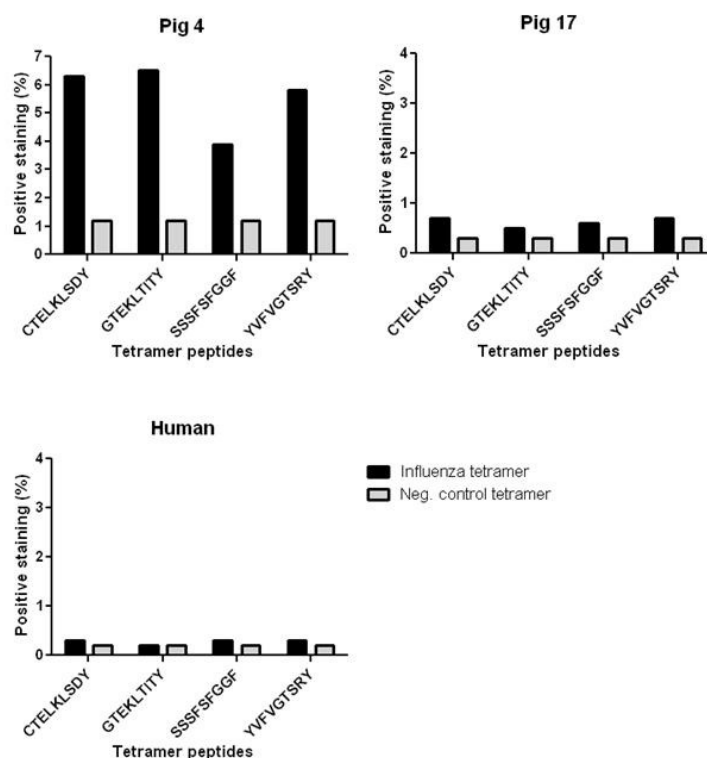 Pig 4
Positive staining (%)
7
6
5
4
3
2
1
0
CTELKLSDY
GTEKLTITY
SSSFSFGGF
YVFVGTSRY
Tetramer peptides
Pig 17
Positive staining (%)
4
3
2
1
0
CTELKLSDY
GTEKLTITY
SSSFSFGGF
YVFVGTSRY
Tetramer peptides
Human
Positive staining (%)
4
3
2
1
0
CTELKLSDY
GTEKLTITY
SSSFSFGGF
YVFVGTSRY
Tetramer peptides
Influenza tetramer
Neg. control tetramer